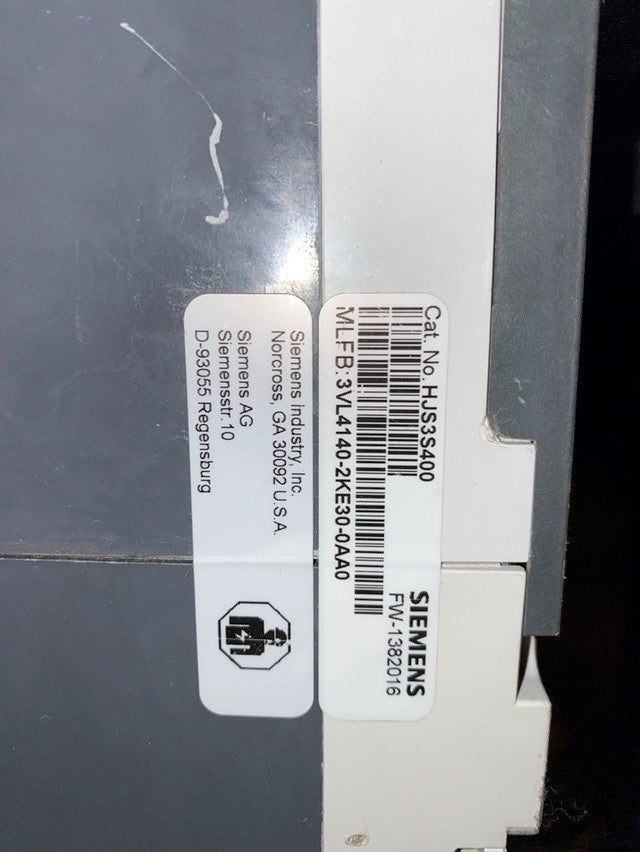 Cat. No. HJS3S400
MLFB:3VL4140-2KE30-0AA0
SIEMENS
FW-1382016
Siemens Industry, Inc.
Norcross, GA 30092 U.S.A.
Siemens AG
Siemensstr. 10
D-93055 Regensburg